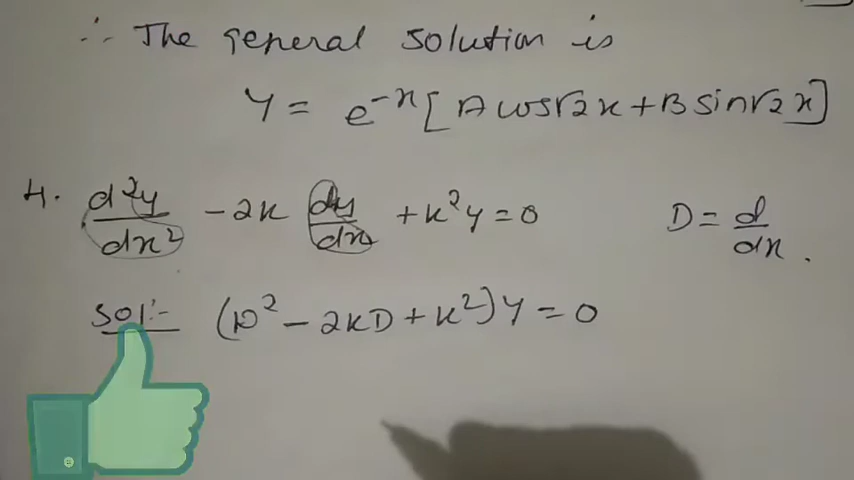 ∴ The general solution is
Y = e^{-x} [A cos√2x + B sin√2x]
4. d²y/dx² - 2k dy/dx + k²y = 0 D = d/dx.
Sol:- (D² - 2kD + k²)Y = 0